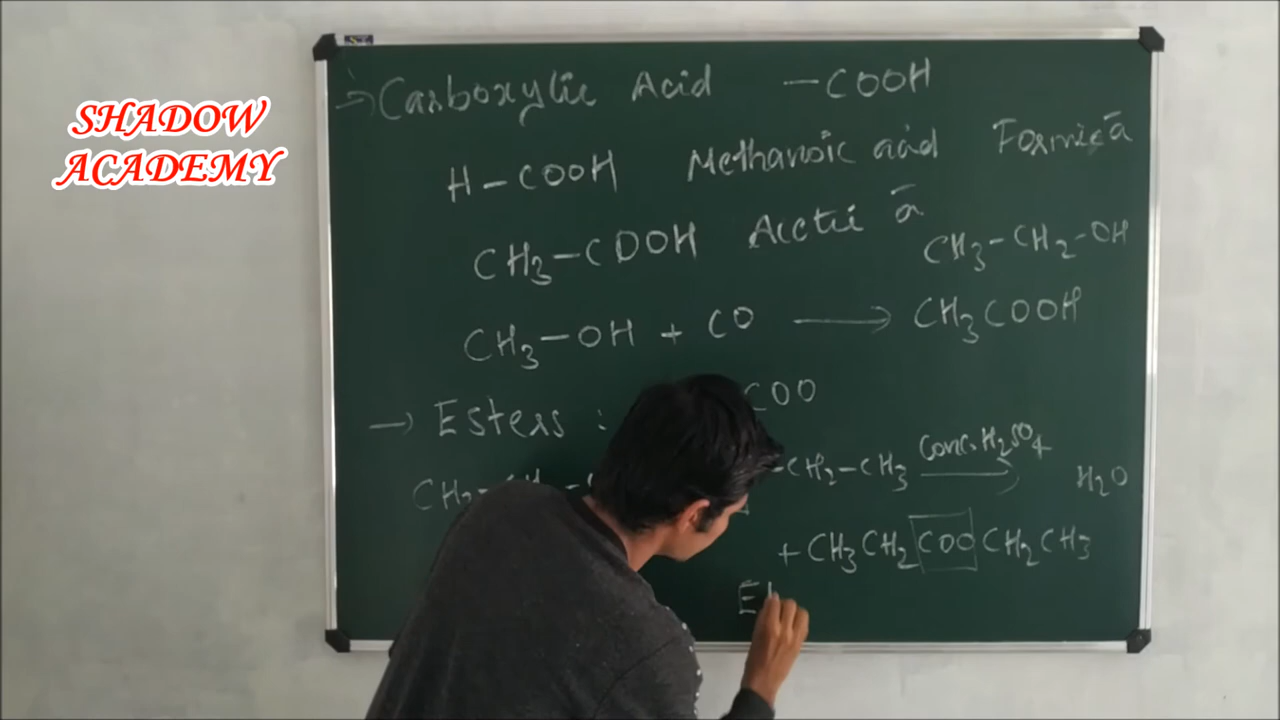 SHADOW
ACADEMY
→ Carboxylic Acid –COOH
H–COOH Methanoic acid Formic ā
CH₃–COOH Acetic ā
CH₃–CH₂–OH
CH₃–OH + CO → CH₃COOH
→ Esters : COO
CH₃– –CH₂–CH₃ Conc. H₂SO₄ → H₂O
+ CH₃CH₂COOCH₂CH₃